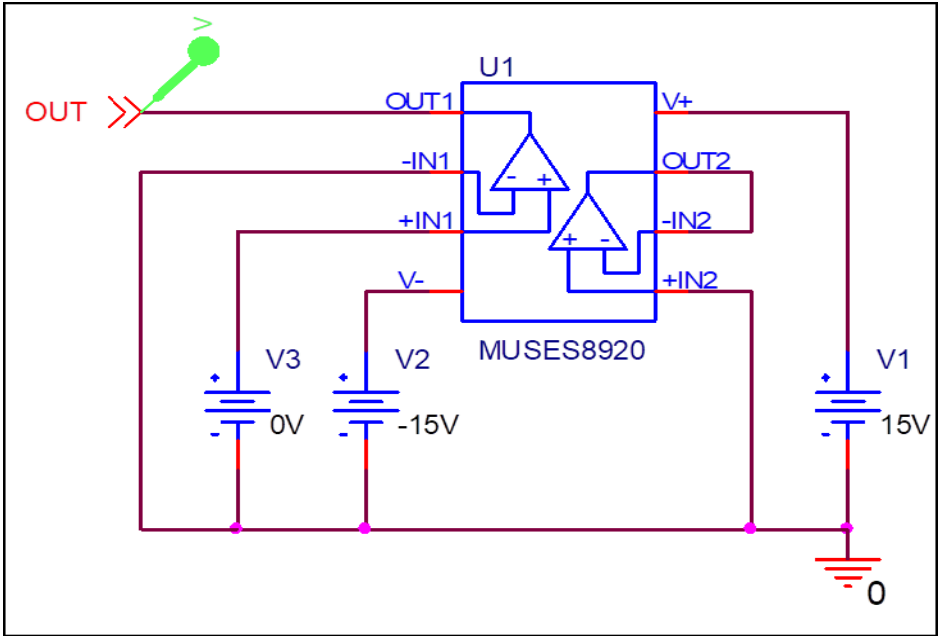 V
U1
OUT
OUT1
V+
-IN1
OUT2
+IN1
-IN2
V-
+IN2
MUSES8920
V3
V2
V1
0V
-15V
15V
0